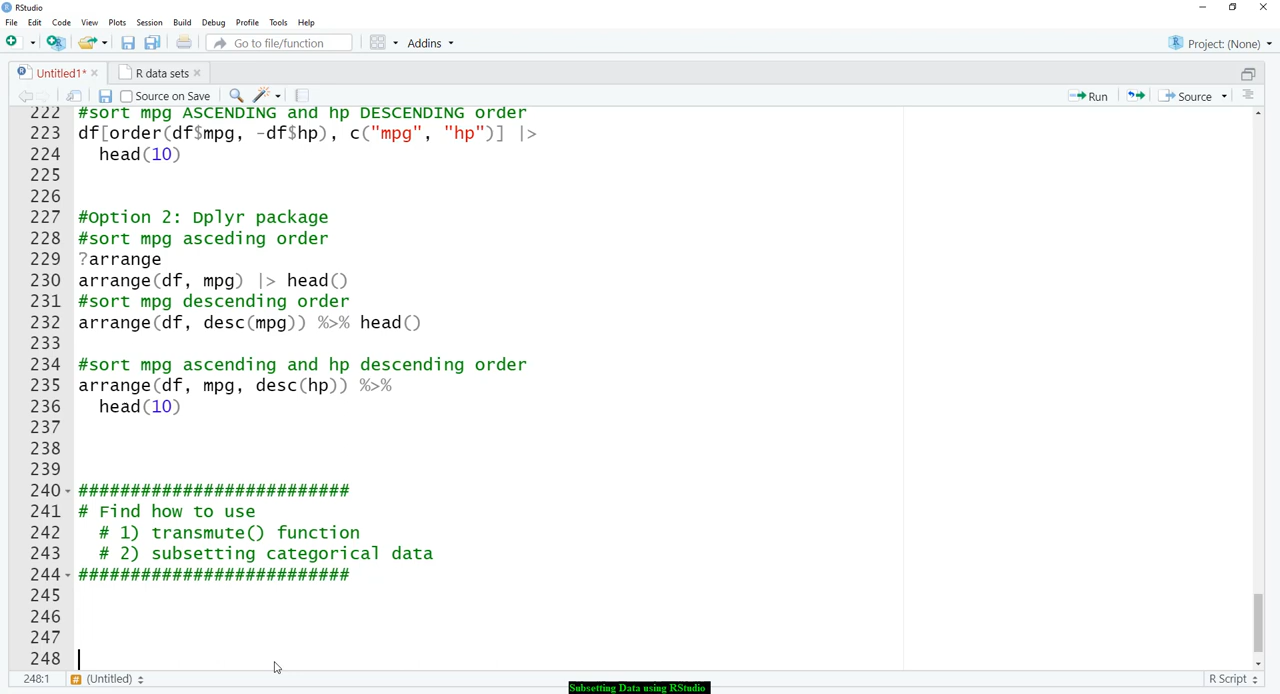 RStudio
File Edit Code View Plots Session Build Debug Profile Tools Help
Go to file/function Addins Project: (None)
Untitled1* R data sets
Source on Save Run Source
222 #sort mpg ASCENDING and hp DESCENDING order
223 df[order(df$mpg, -df$hp), c("mpg", "hp")] |>
224 head(10)
225
226
227 #Option 2: Dplyr package
228 #sort mpg asceding order
229 ?arrange
230 arrange(df, mpg) |> head()
231 #sort mpg descending order
232 arrange(df, desc(mpg)) %>% head()
233
234 #sort mpg ascending and hp descending order
235 arrange(df, mpg, desc(hp)) %>%
236 head(10)
237
238
239
240 ##########################
241 # Find how to use
242 # 1) transmute() function
243 # 2) subsetting categorical data
244 ##########################
245
246
247
248
248:1 # (Untitled) R Script
Subsetting Data using RStudio